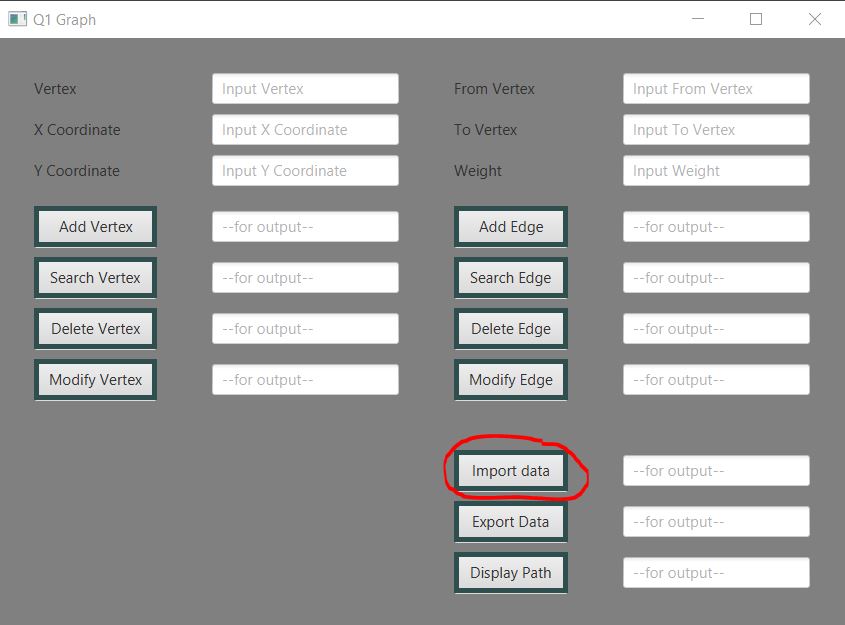 Q1 Graph
Vertex Input Vertex From Vertex Input From Vertex
X Coordinate Input X Coordinate To Vertex Input To Vertex
Y Coordinate Input Y Coordinate Weight Input Weight
Add Vertex --for output-- Add Edge --for output--
Search Vertex --for output-- Search Edge --for output--
Delete Vertex --for output-- Delete Edge --for output--
Modify Vertex --for output-- Modify Edge --for output--
Import data --for output--
Export Data --for output--
Display Path --for output--